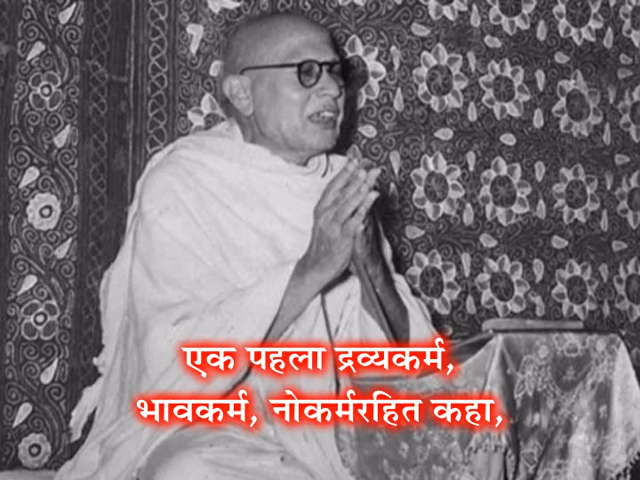 एक पहला द्रव्यकर्म,
भावकर्म, नोकर्मरहित कहा,